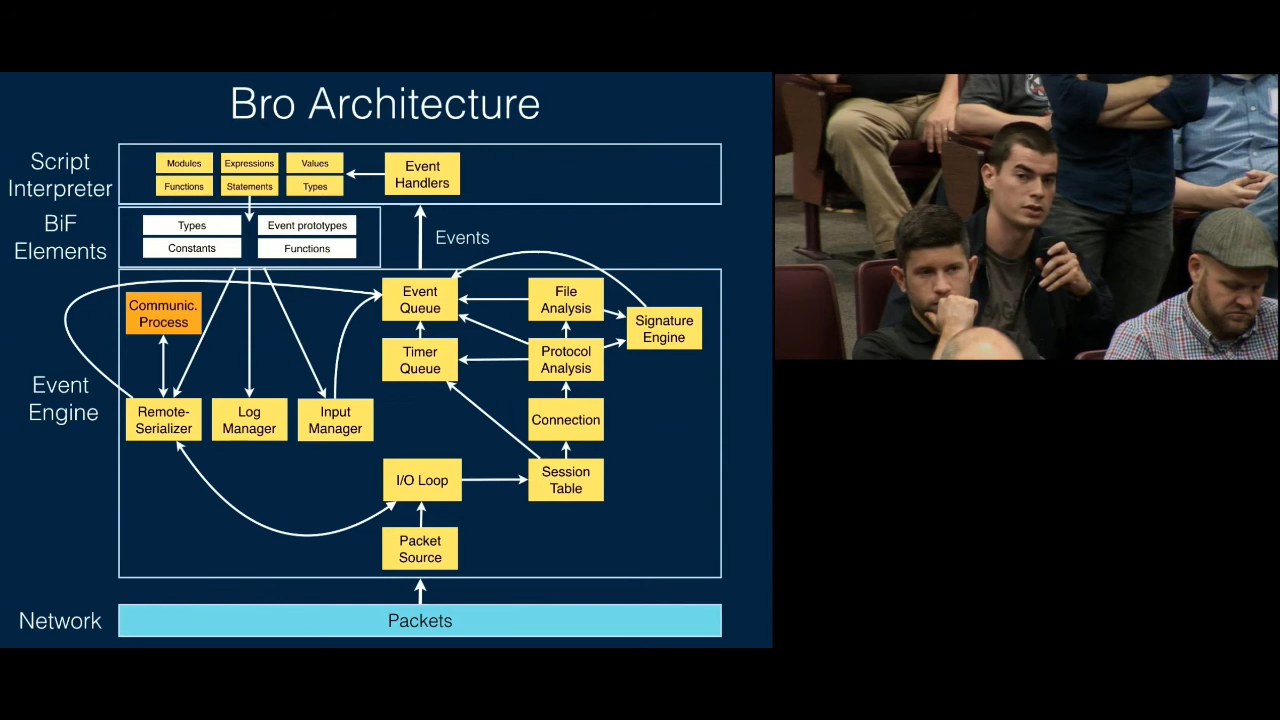 Bro Architecture
Script
Interpreter
Modules
Expressions
Values
Functions
Statements
Types
Event
Handlers
BiF
Elements
Types
Event prototypes
Constants
Functions
Events
Event
Engine
Communic.
Process
Event
Queue
File
Analysis
Signature
Engine
Timer
Queue
Protocol
Analysis
Remote-
Serializer
Log
Manager
Input
Manager
Connection
I/O Loop
Session
Table
Packet
Source
Network
Packets